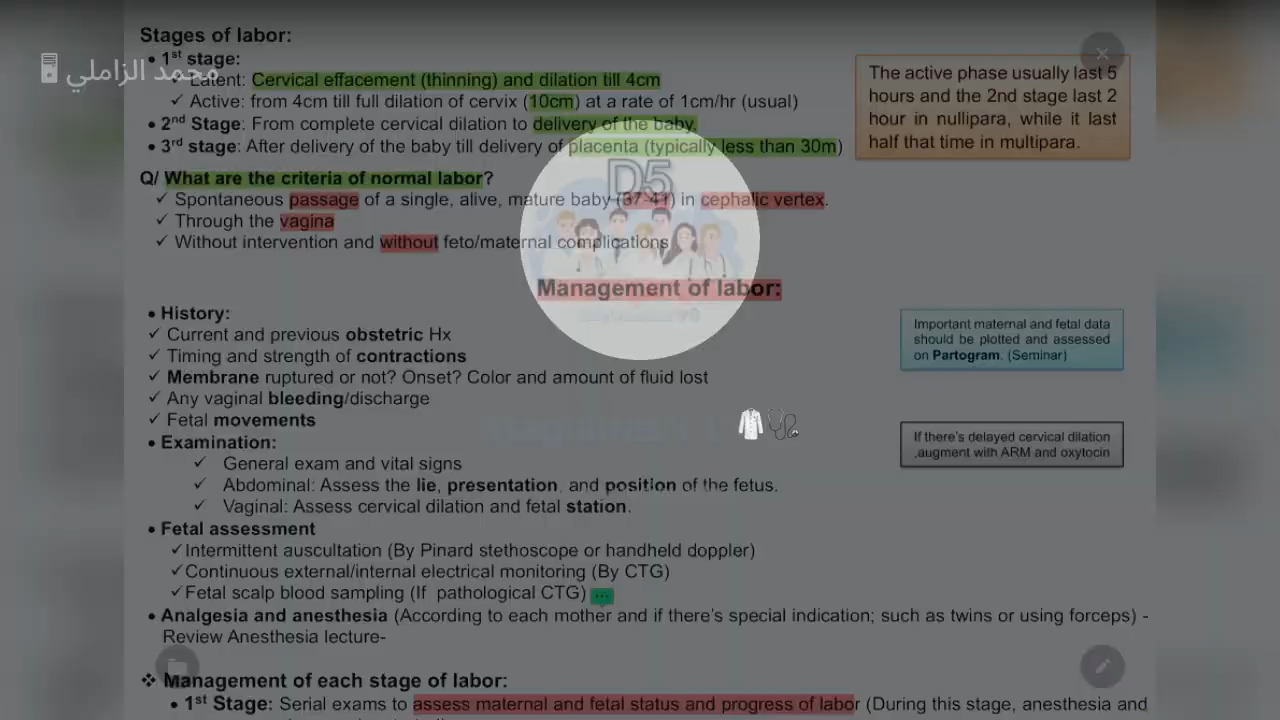 Stages of labor:
محمد الزاملي
• 1st stage:
✓ Latent: Cervical effacement (thinning) and dilation till 4cm
✓ Active: from 4cm till full dilation of cervix (10cm) at a rate of 1cm/hr (usual)
• 2nd Stage: From complete cervical dilation to delivery of the baby.
• 3rd stage: After delivery of the baby till delivery of placenta (typically less than 30m)
The active phase usually last 5
hours and the 2nd stage last 2
hour in nullipara, while it last
half that time in multipara.
D5
Q/ What are the criteria of normal labor?
✓ Spontaneous passage of a single, alive, mature baby (37-41) in cephalic vertex.
✓ Through the vagina
✓ Without intervention and without feto/maternal complications
Management of labor:
• History:
✓ Current and previous obstetric Hx
✓ Timing and strength of contractions
✓ Membrane ruptured or not? Onset? Color and amount of fluid lost
✓ Any vaginal bleeding/discharge
✓ Fetal movements
Important maternal and fetal data
should be plotted and assessed
on Partogram. (Seminar)
• Examination:
✓ General exam and vital signs
✓ Abdominal: Assess the lie, presentation, and position of the fetus.
✓ Vaginal: Assess cervical dilation and fetal station.
If there's delayed cervical dilation
,augment with ARM and oxytocin
• Fetal assessment
✓Intermittent auscultation (By Pinard stethoscope or handheld doppler)
✓Continuous external/internal electrical monitoring (By CTG)
✓Fetal scalp blood sampling (If pathological CTG)
• Analgesia and anesthesia (According to each mother and if there's special indication; such as twins or using forceps) -
Review Anesthesia lecture-
❖ Management of each stage of labor:
• 1st Stage: Serial exams to assess maternal and fetal status and progress of labor (During this stage, anesthesia and